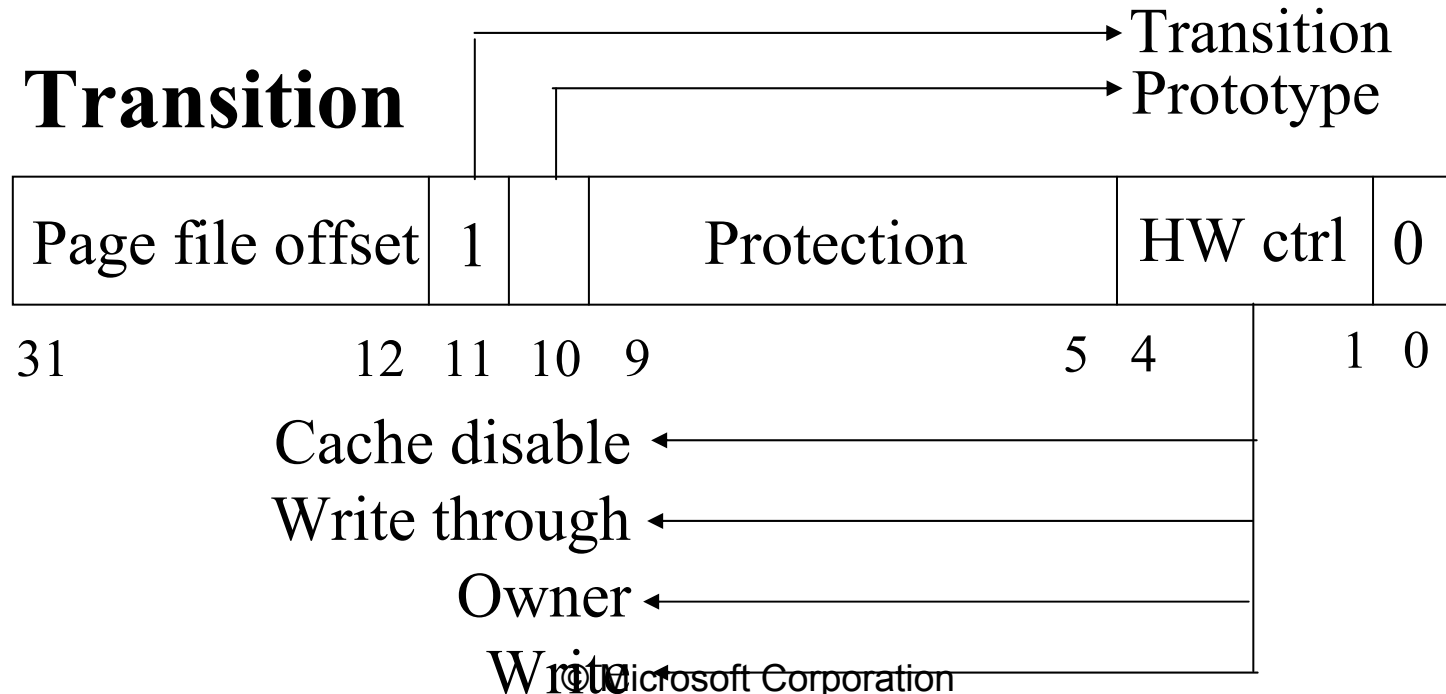 Transition
Prototype
Transition
Page file offset 1 Protection HW ctrl 0
31 12 11 10 9 5 4 1 0
Cache disable
Write through
Owner
Write
© Microsoft Corporation